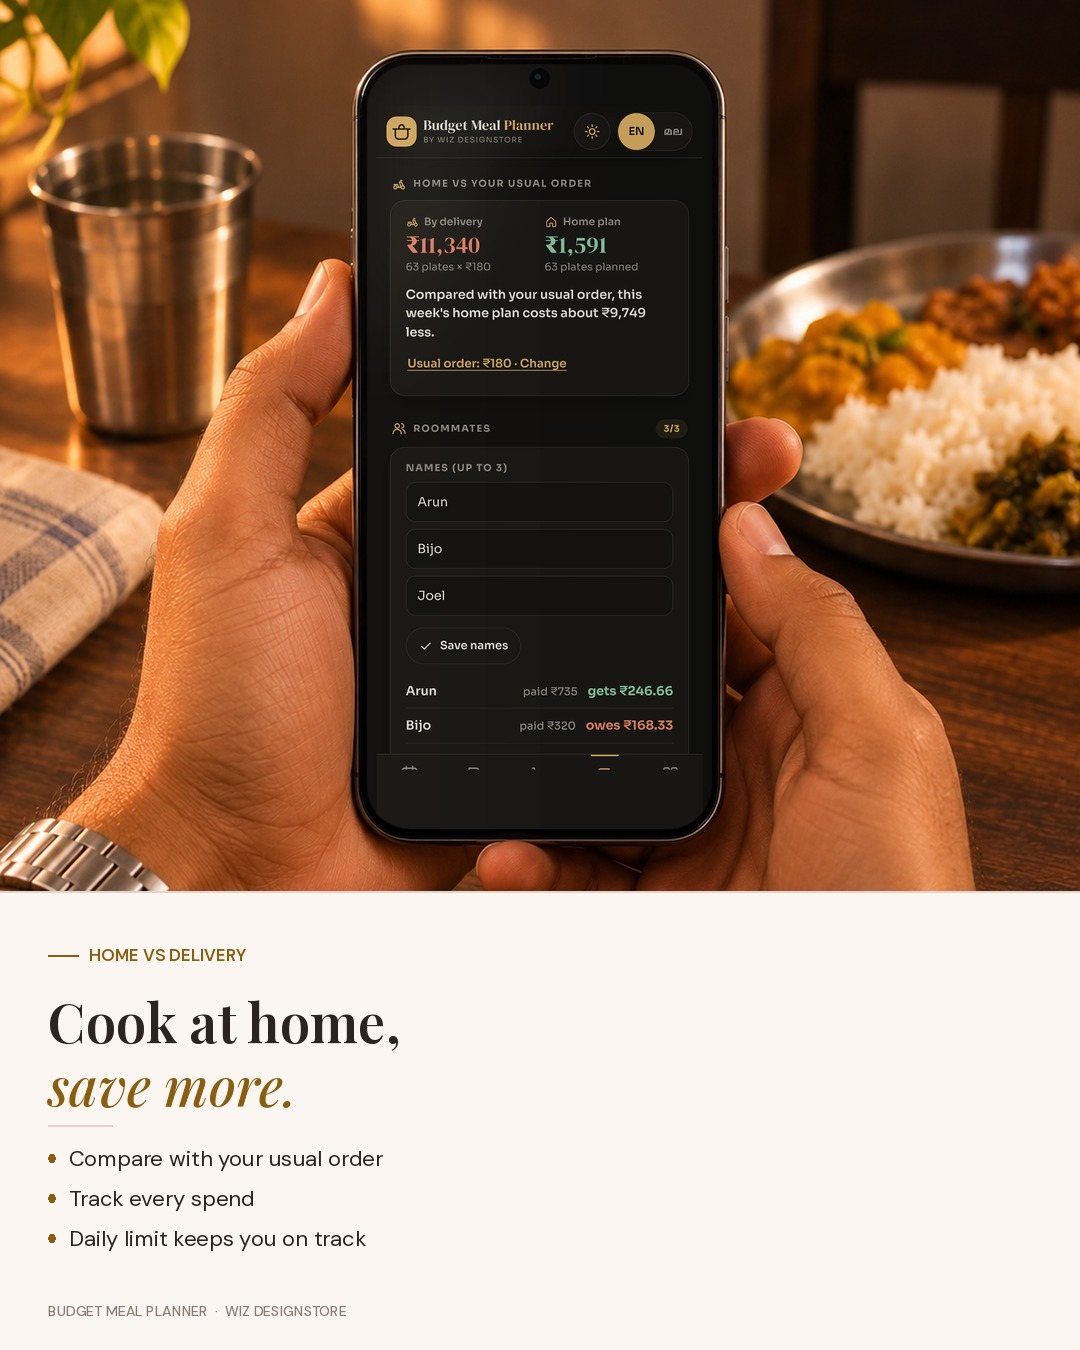 Budget Meal Planner
BY WIZ DESIGNSTORE
EN
മല
HOME VS YOUR USUAL ORDER
By delivery
₹11,340
63 plates × ₹180
Home plan
₹1,591
63 plates planned
Compared with your usual order, this
week's home plan costs about ₹9,749
less.
Usual order: ₹180 · Change
ROOMMATES
3/3
NAMES (UP TO 3)
Arun
Bijo
Joel
Save names
Arun paid ₹735 gets ₹246.66
Bijo paid ₹320 owes ₹168.33
HOME VS DELIVERY
Cook at home,
save more.
Compare with your usual order
Track every spend
Daily limit keeps you on track
BUDGET MEAL PLANNER · WIZ DESIGNSTORE